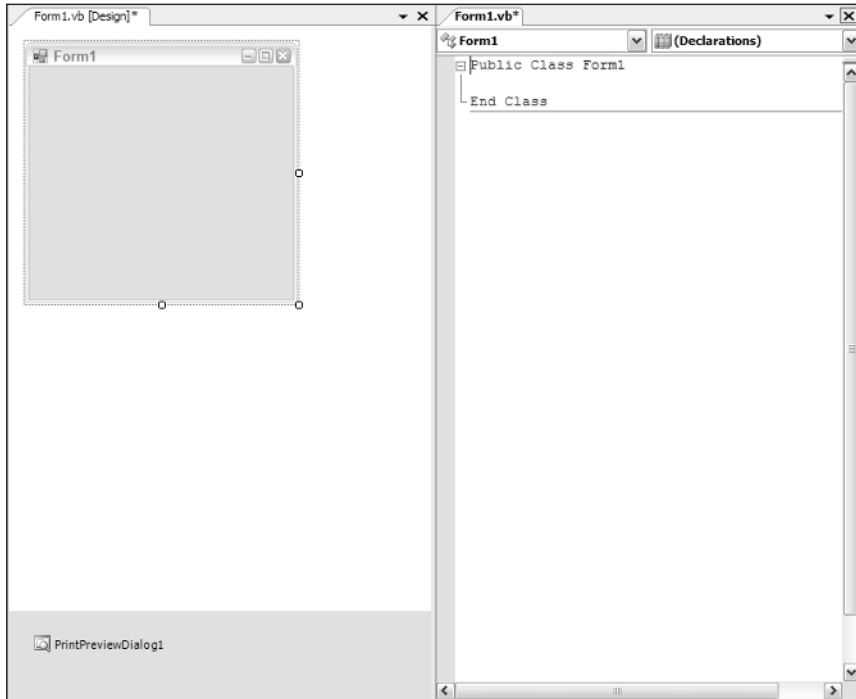 Form1.vb [Design]*
Form1
PrintPreviewDialog1
Form1.vb*
Form1
(Declarations)
Public Class Form1
End Class